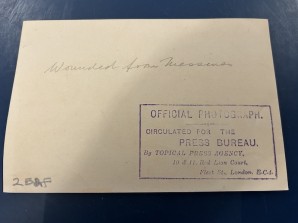 Wounded from Messines
OFFICIAL PHOTOGRAPH.
CIRCULATED FOR THE
PRESS BUREAU.
By TOPICAL PRESS AGENCY,
10 & 11, Red Lion Court,
Fleet St., London. E.C.4.